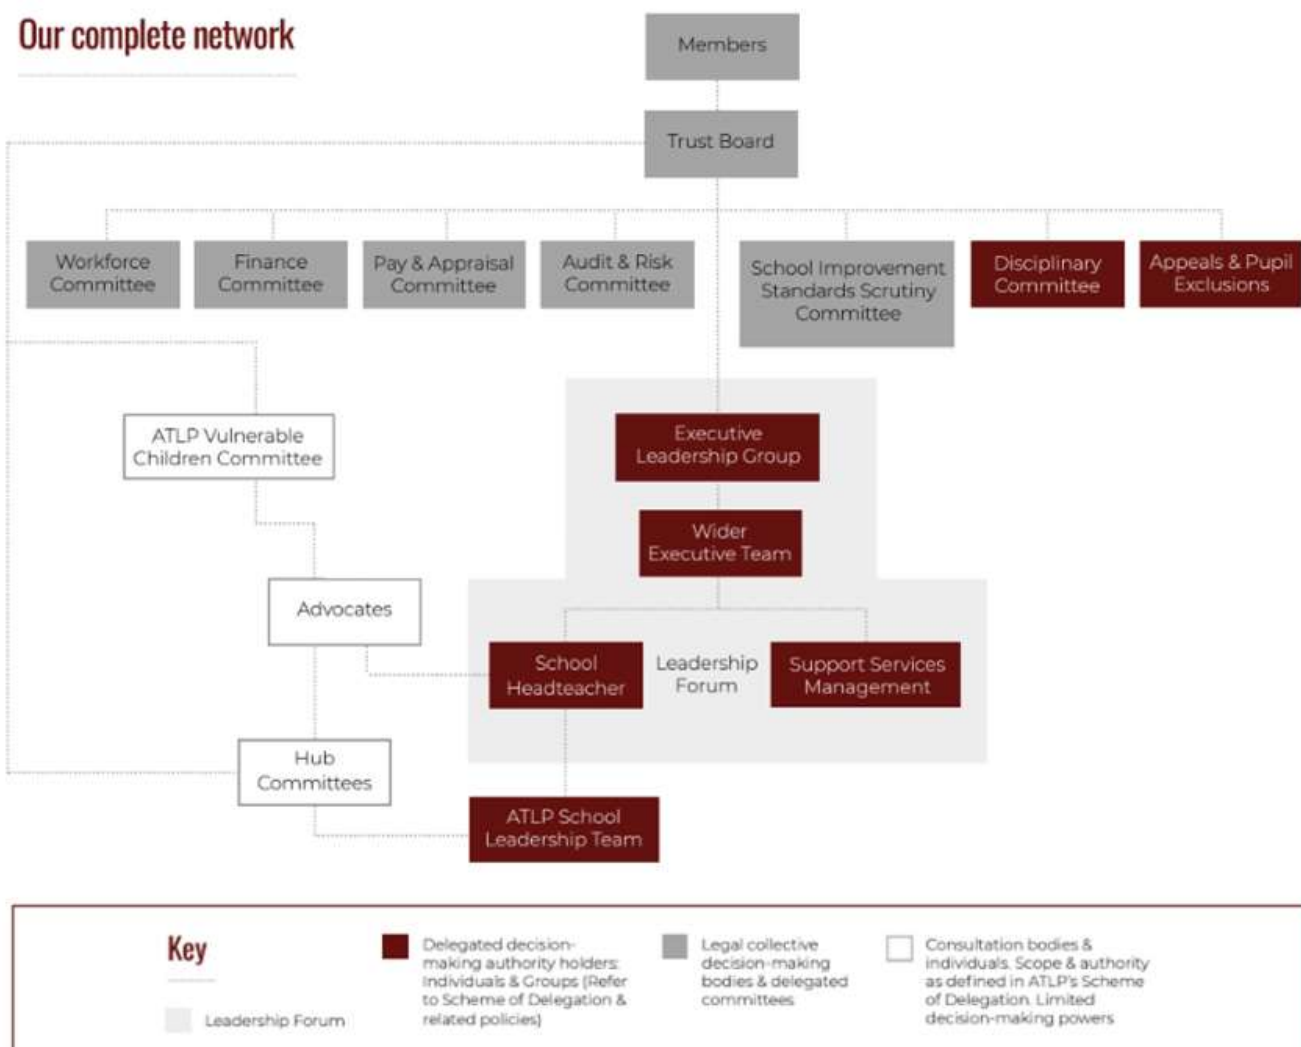 Our complete network
Members
Trust Board
Workforce
Committee
Finance
Committee
Pay & Appraisal
Committee
Audit & Risk
Committee
School Improvement
Standards Scrutiny
Committee
Disciplinary
Committee
Appeals & Pupil
Exclusions
ATLP Vulnerable
Children Committee
Executive
Leadership Group
Wider
Executive Team
Advocates
School
Headteacher
Leadership
Forum
Support Services
Management
Hub
Committees
ATLP School
Leadership Team
Key
Leadership Forum
Delegated decision-
making authority holders:
Individuals & Groups (Refer
to Scheme of Delegation &
related policies)
Legal collective
decision-making
bodies & delegated
committees
Consultation bodies &
individuals. Scope & authority
as defined in ATLP's Scheme
of Delegation. Limited
decision-making powers